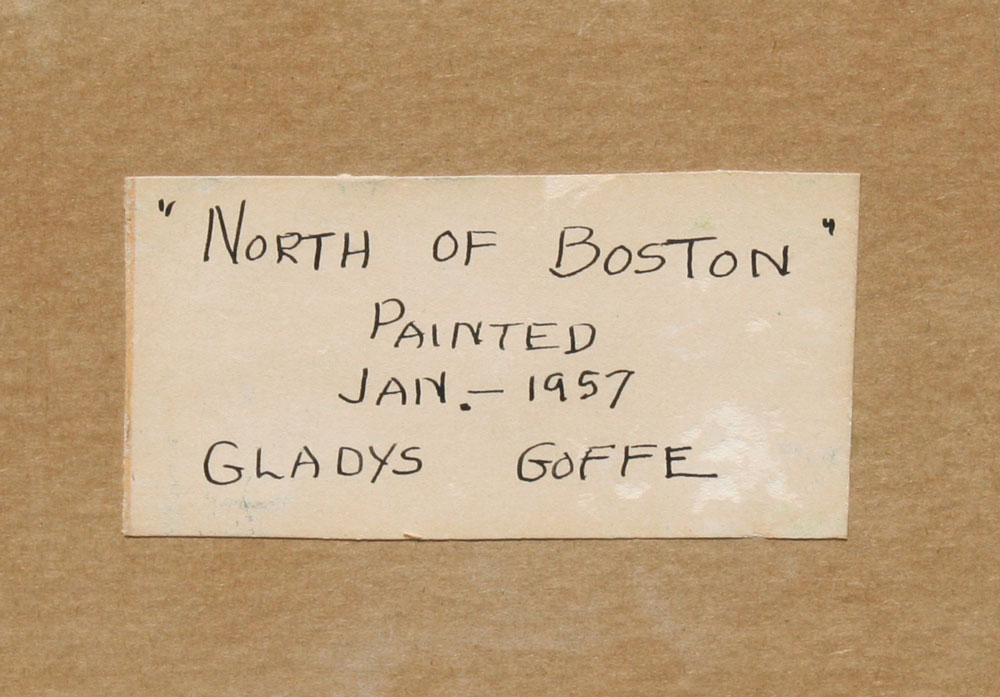 " NORTH OF BOSTON "
PAINTED
JAN. — 1957
GLADYS GOFFE